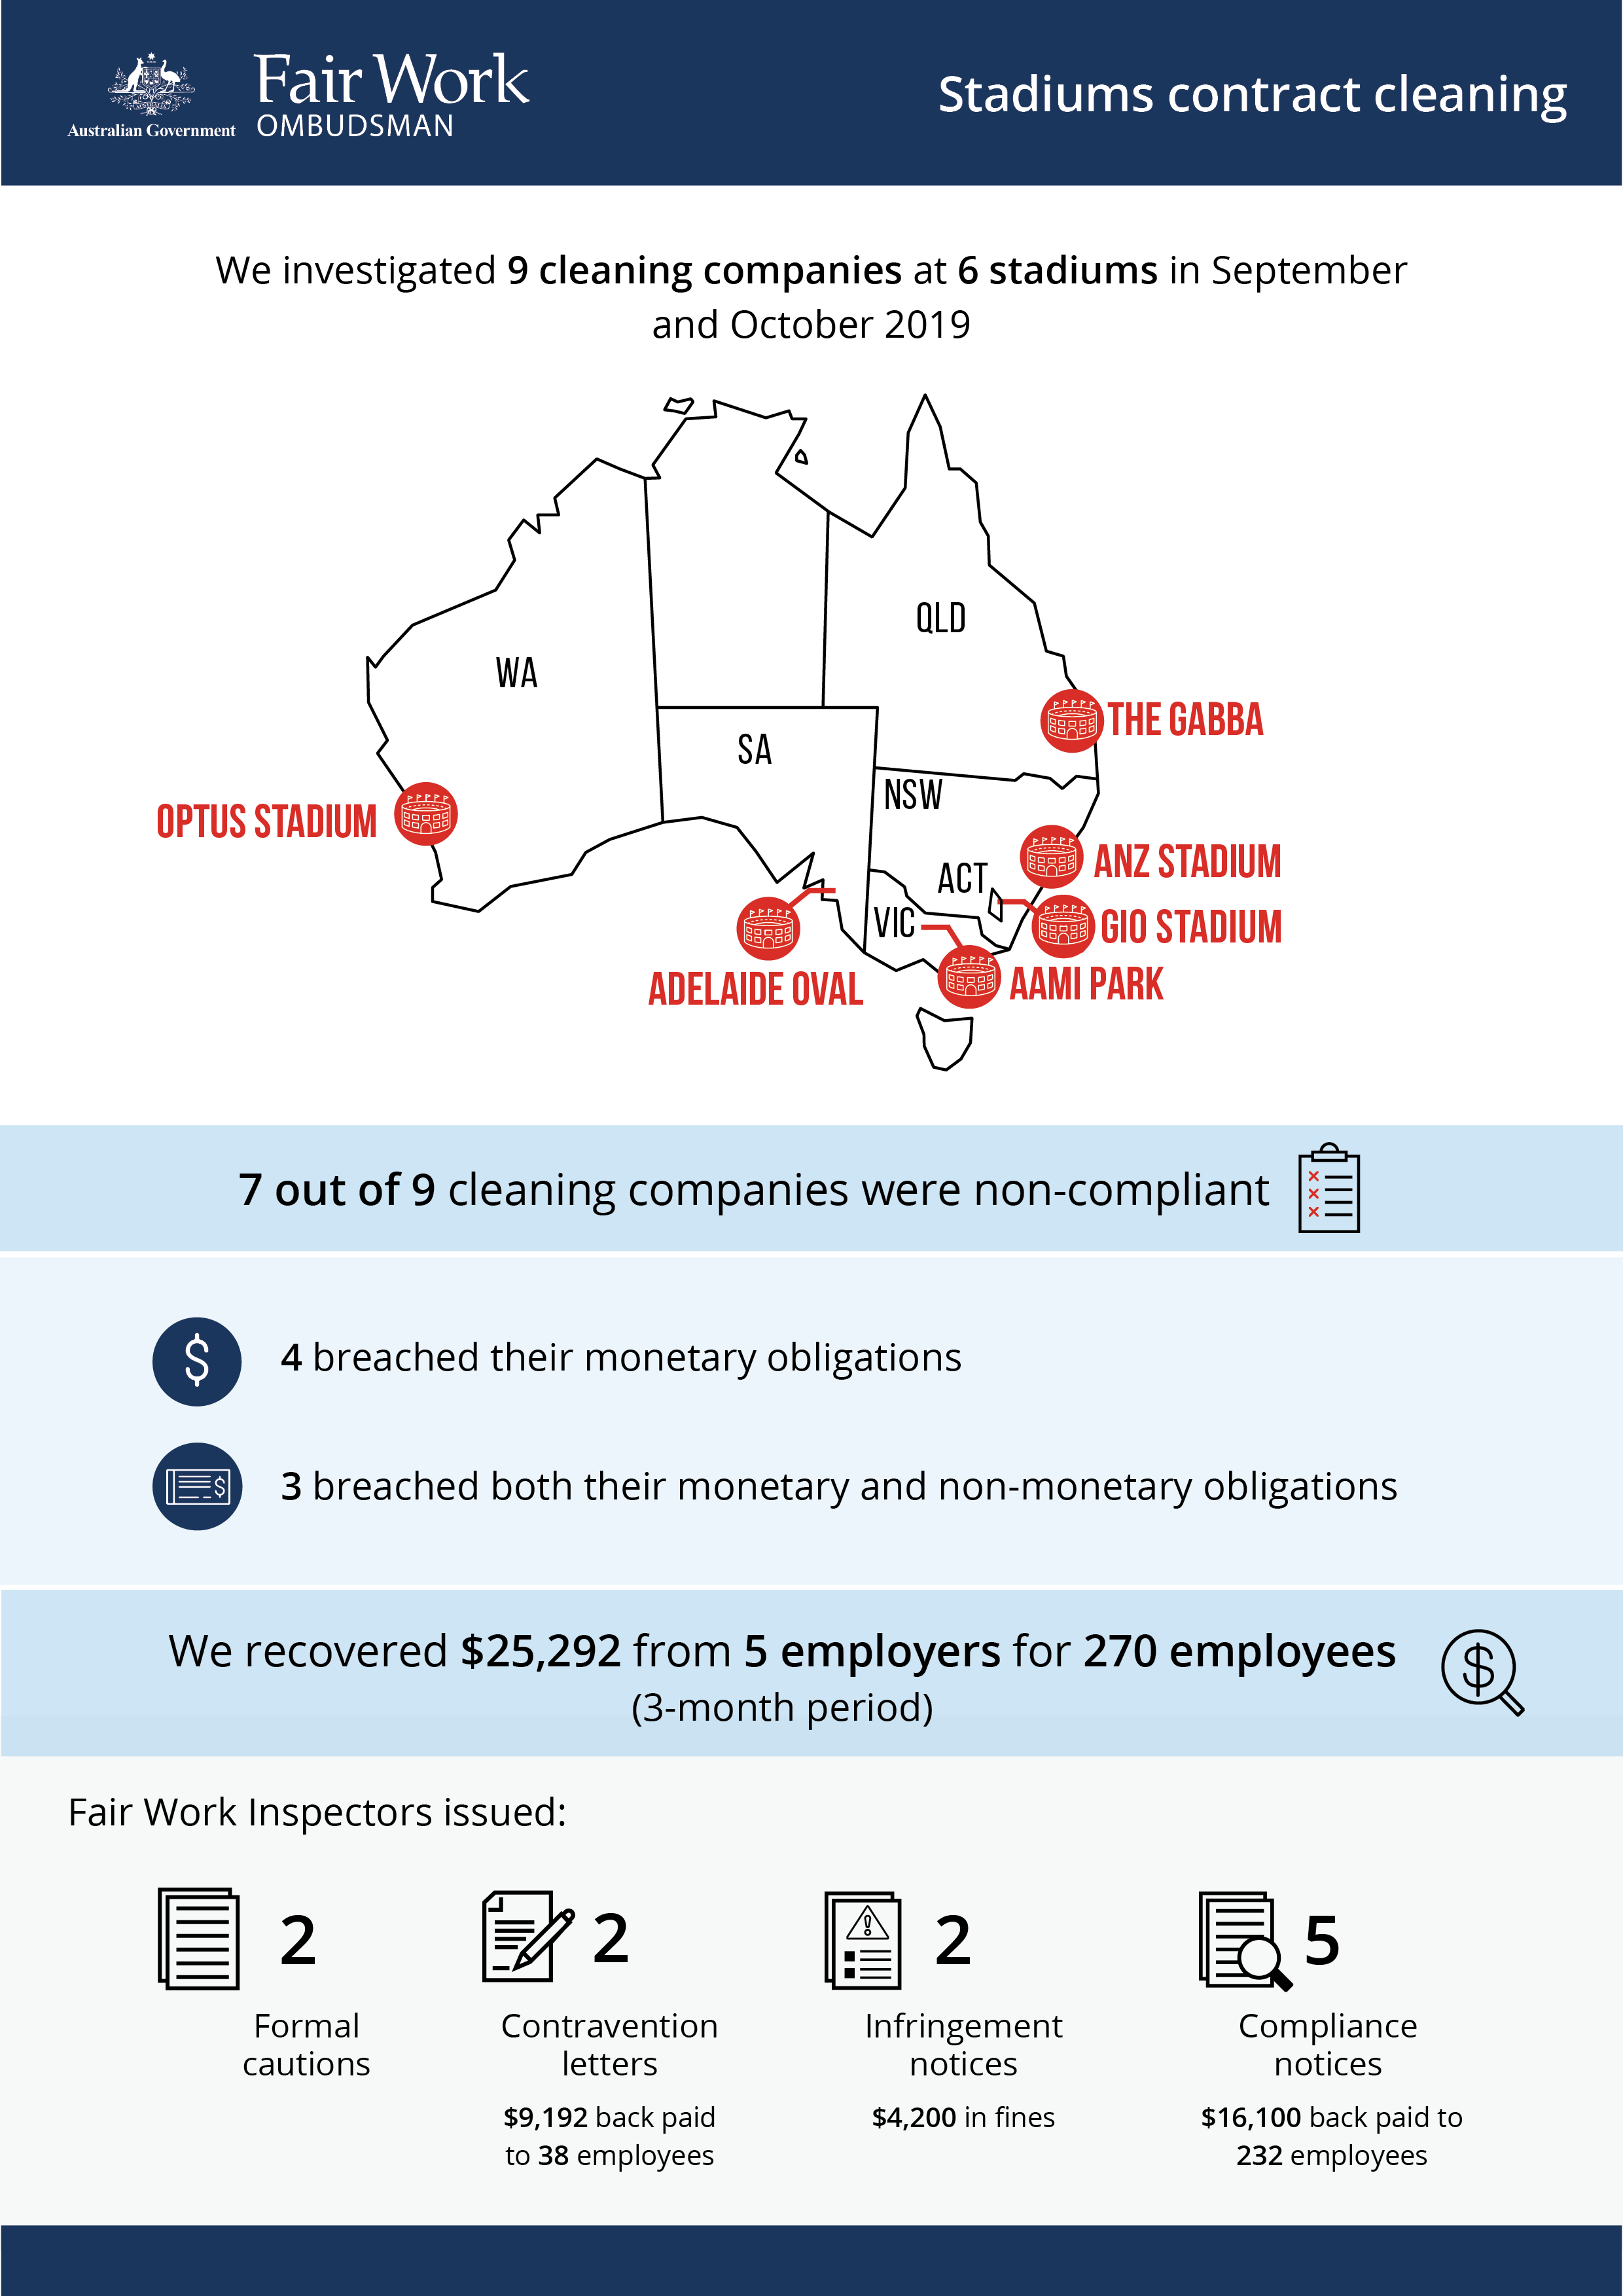 Australian Government
Fair Work
OMBUDSMAN
Stadiums contract cleaning
We investigated 9 cleaning companies at 6 stadiums in September
and October 2019
QLD
WA
THE GABBA
SA
NSW
OPTUS STADIUM
ANZ STADIUM
ACT
VIC
GIO STADIUM
ADELAIDE OVAL
AAMI PARK
7 out of 9 cleaning companies were non-compliant
$
4 breached their monetary obligations
$
3 breached both their monetary and non-monetary obligations
We recovered $25,292 from 5 employers for 270 employees
(3-month period)
$
Fair Work Inspectors issued:
2
Formal
cautions
2
Contravention
letters
$9,192 back paid
to 38 employees
2
Infringement
notices
$4,200 in fines
5
Compliance
notices
$16,100 back paid to
232 employees